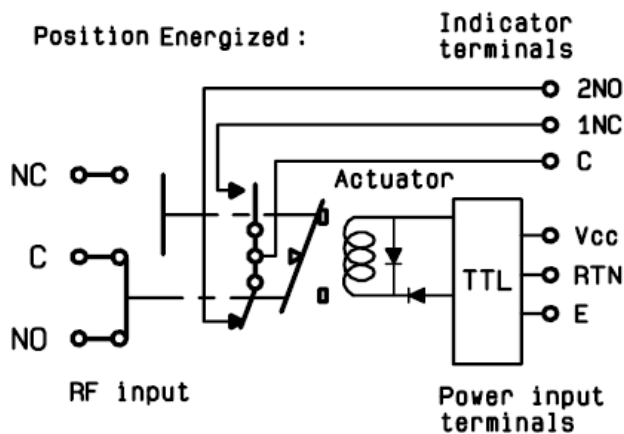 Position Energized :
Indicator
terminals
2NO
1NC
C
Actuator
NC
C
NO
RF input
TTL
Vcc
RTN
E
Power input
terminals